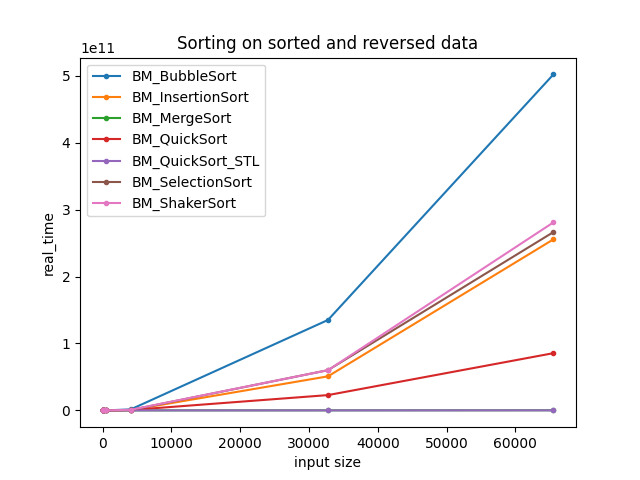 Sorting on sorted and reversed data
1e11
5
4
3
2
1
0
real_time
BM_BubbleSort
BM_InsertionSort
BM_MergeSort
BM_QuickSort
BM_QuickSort_STL
BM_SelectionSort
BM_ShakerSort
0 10000 20000 30000 40000 50000 60000
input size